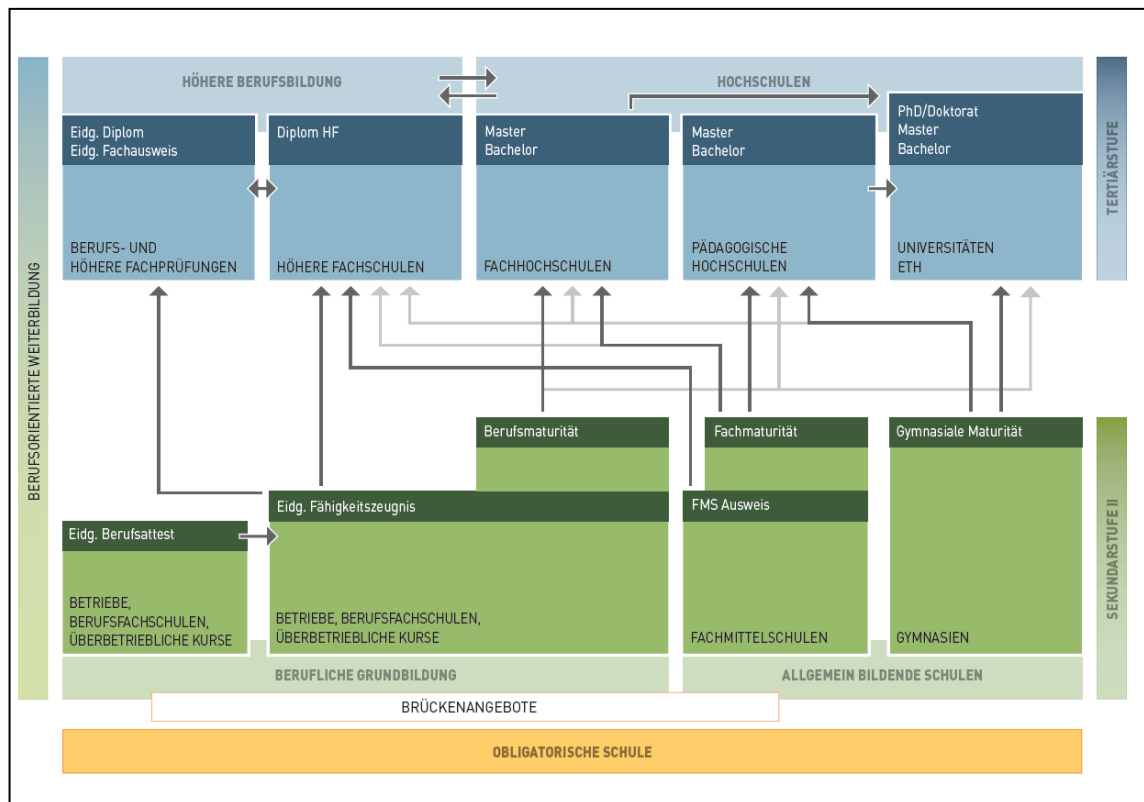 HÖHERE BERUFSBILDUNG
HOCHSCHULEN
Eidg. Diplom
Eidg. Fachausweis
Diplom HF
Master
Bachelor
Master
Bachelor
PhD/Doktorat
Master
Bachelor
BERUFS- UND
HÖHERE FACHPRÜFUNGEN
HÖHERE FACHSCHULEN
FACHHOCHSCHULEN
PÄDAGOGISCHE
HOCHSCHULEN
UNIVERSITÄTEN
ETH
TERTIÄRSTUFE
BERUFSORIENTIERTE WEITERBILDUNG
Berufsmaturität
Fachmaturität
Gymnasiale Maturität
Eidg. Fähigkeitszeugnis
FMS Ausweis
Eidg. Berufsattest
BETRIEBE,
BERUFSFACHSCHULEN,
ÜBERBETRIEBLICHE KURSE
BETRIEBE, BERUFSFACHSCHULEN,
ÜBERBETRIEBLICHE KURSE
FACHMITTELSCHULEN
GYMNASIEN
SEKUNDARSTUFE II
BERUFLICHE GRUNDBILDUNG
ALLGEMEIN BILDENDE SCHULEN
BRÜCKENANGEBOTE
OBLIGATORISCHE SCHULE